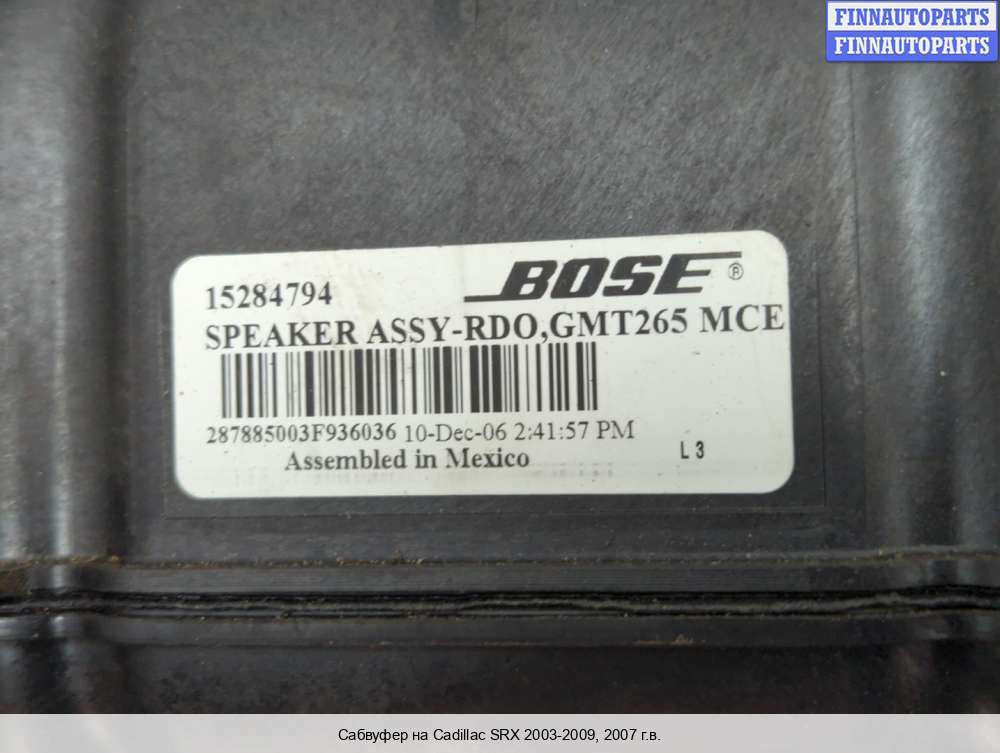 FINNAUTOPARTS
FINNAUTOPARTS
BOSE ®
15284794
SPEAKER ASSY-RDO,GMT265 MCE
287885003F936036 10-Dec-06 2:41:57 PM
Assembled in Mexico
L 3
Сабвуфер на Cadillac SRX 2003-2009, 2007 г.в.